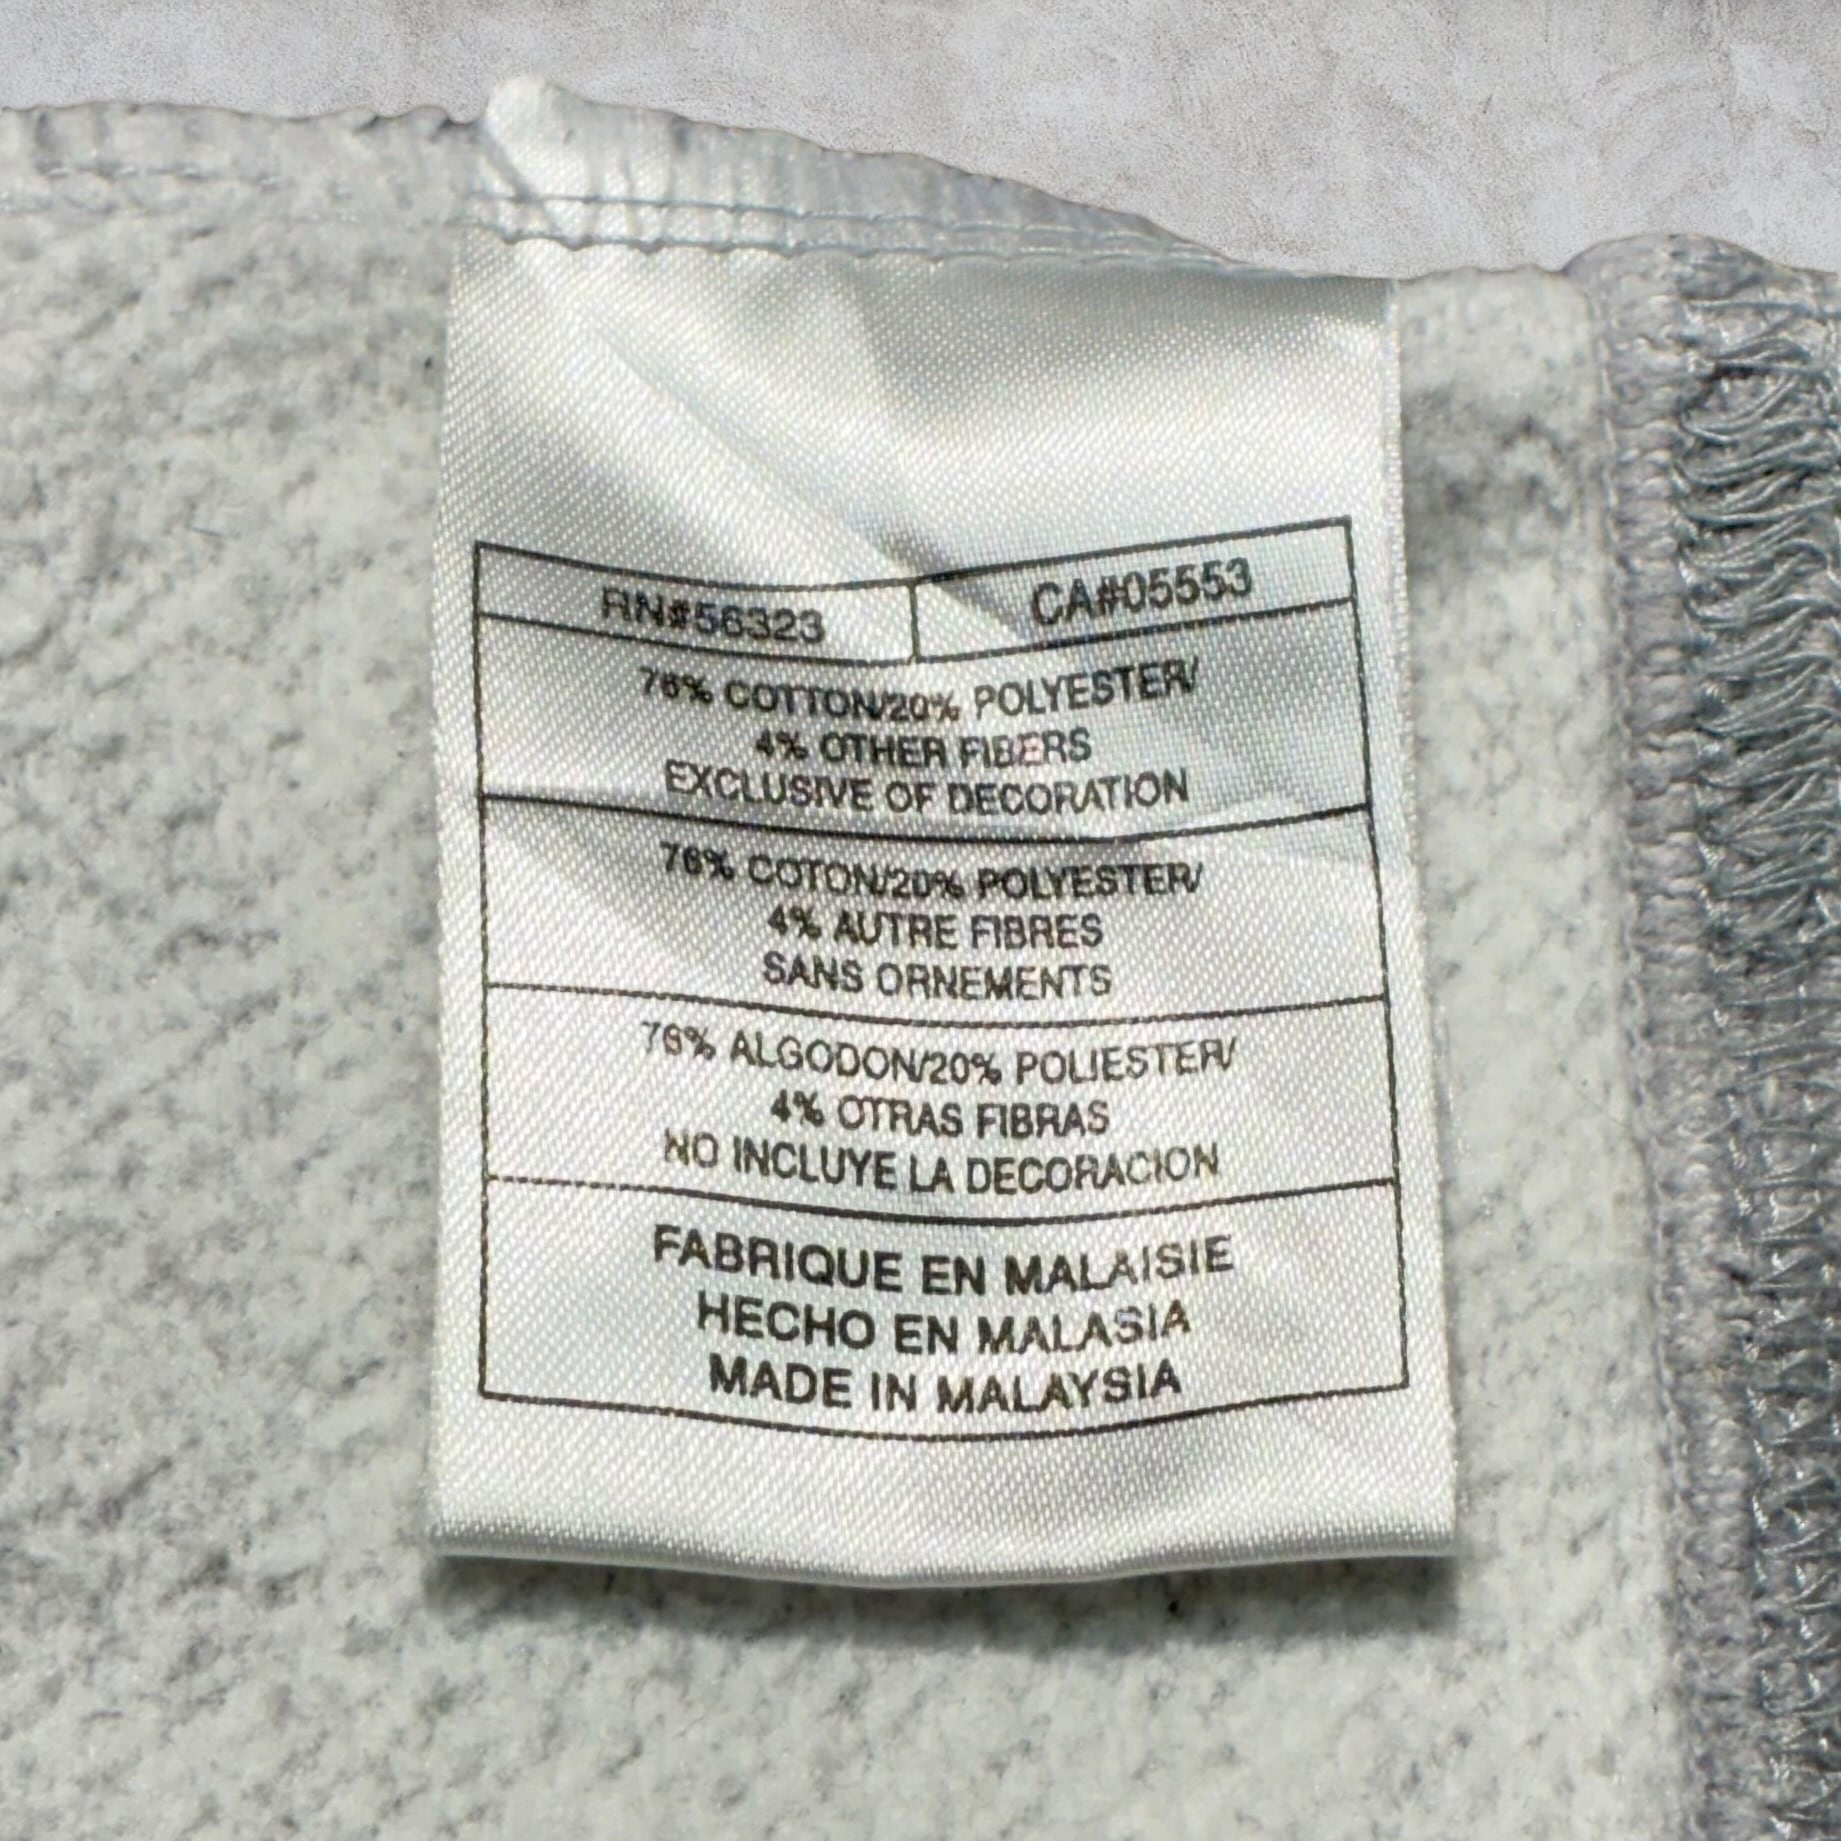 RN#56323 CA#05553
76% COTTON/20% POLYESTER/
4% OTHER FIBERS
EXCLUSIVE OF DECORATION
76% COTON/20% POLYESTER/
4% AUTRE FIBRES
SANS ORNEMENTS
76% ALGODON/20% POLIESTER/
4% OTRAS FIBRAS
NO INCLUYE LA DECORACION
FABRIQUE EN MALAISIE
HECHO EN MALASIA
MADE IN MALAYSIA